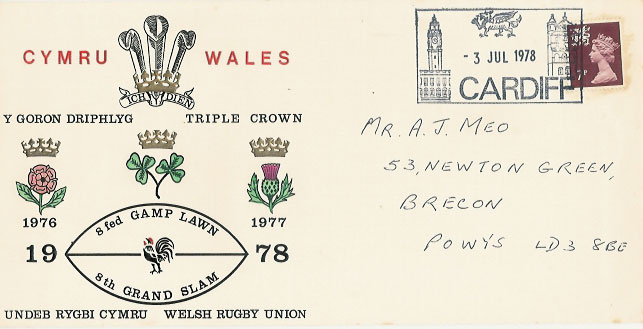 CYMRU WALES
ICH DIEN
Y GORON DRIPHLYG TRIPLE CROWN
1976 1977
8fed GAMP LAWN
19 78
8th GRAND SLAM
UNDEB RYGBI CYMRU WELSH RUGBY UNION
- 3 JUL 1978
CARDIFF
MR. A.J. MEO
53, NEWTON GREEN,
BRECON
POWYS LD3 8BE